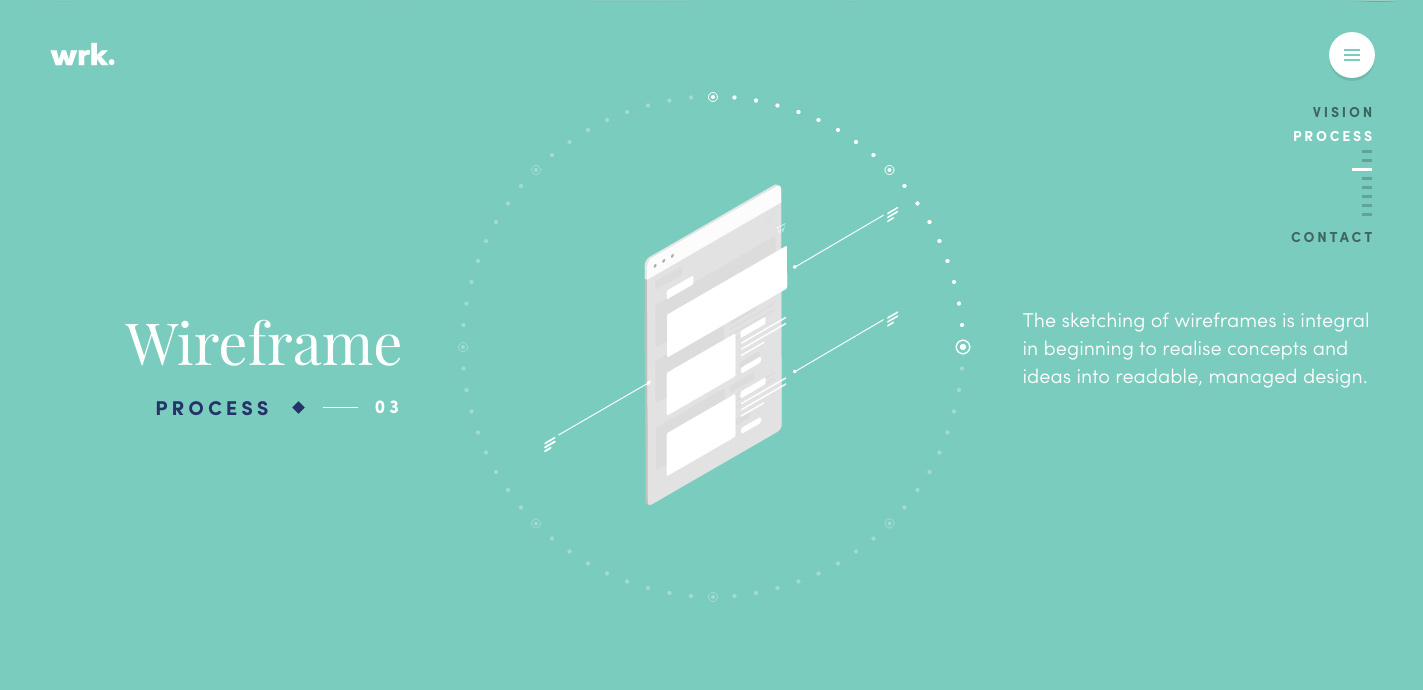 wrk.
VISION
PROCESS
CONTACT
Wireframe
PROCESS 03
The sketching of wireframes is integral
in beginning to realise concepts and
ideas into readable, managed design.